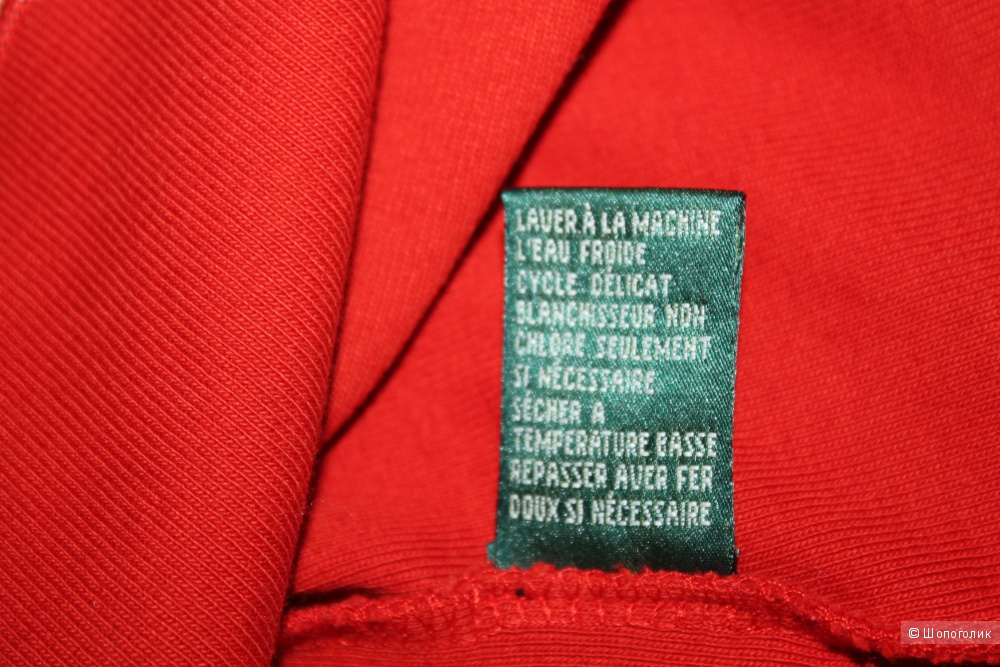 LAVER À LA MACHINE
L'EAU FROIDE
CYCLE DÉLICAT
BLANCHISSEUR NON
CHLORE SEULEMENT
SI NÉCESSAIRE
SÉCHER A
TEMPERATURE BASSE
REPASSER AVER FER
DOUX SI NÉCESSAIRE
© Шопоголик